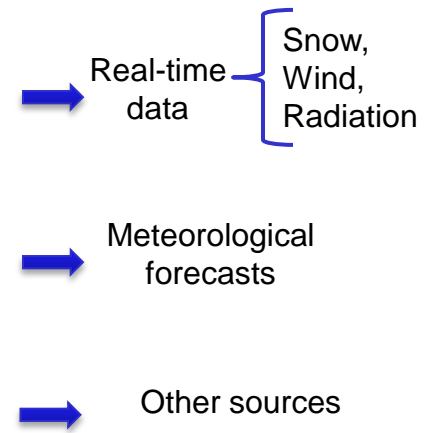 Real-time
data
Snow,
Wind,
Radiation
Meteorological
forecasts
Other sources